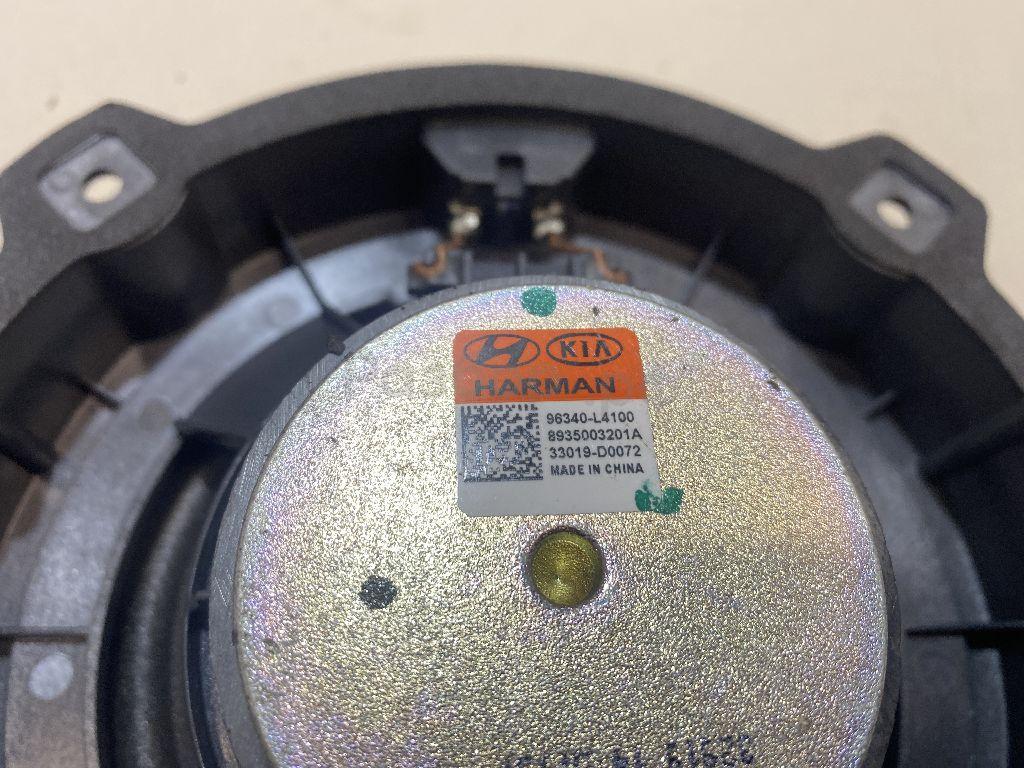 KIA
HARMAN
96340-L4100
8935003201A
33019-D0072
MADE IN CHINA